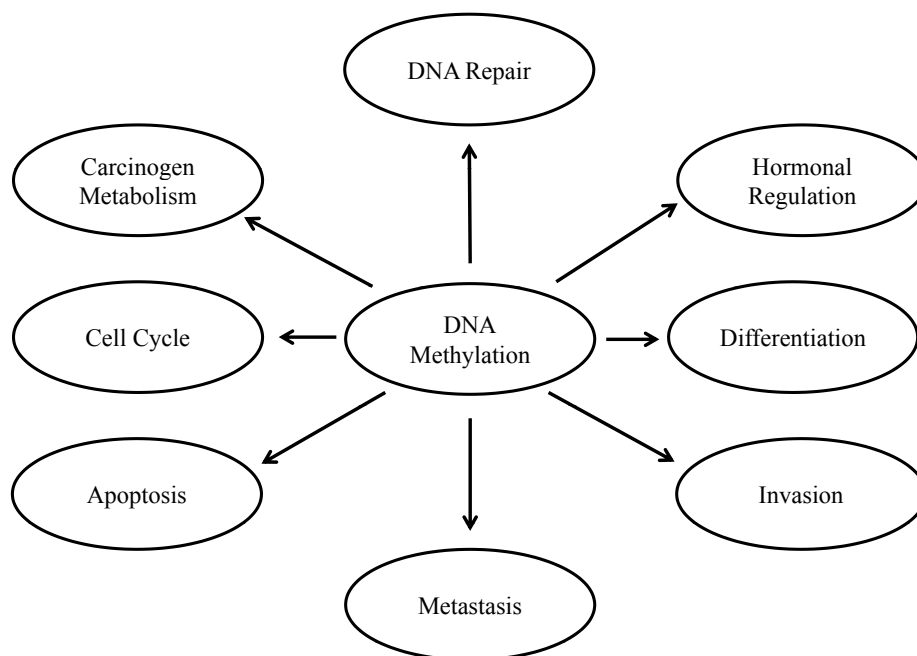 DNA Repair
Carcinogen
Metabolism
Hormonal
Regulation
Cell Cycle
DNA
Methylation
Differentiation
Apoptosis
Invasion
Metastasis